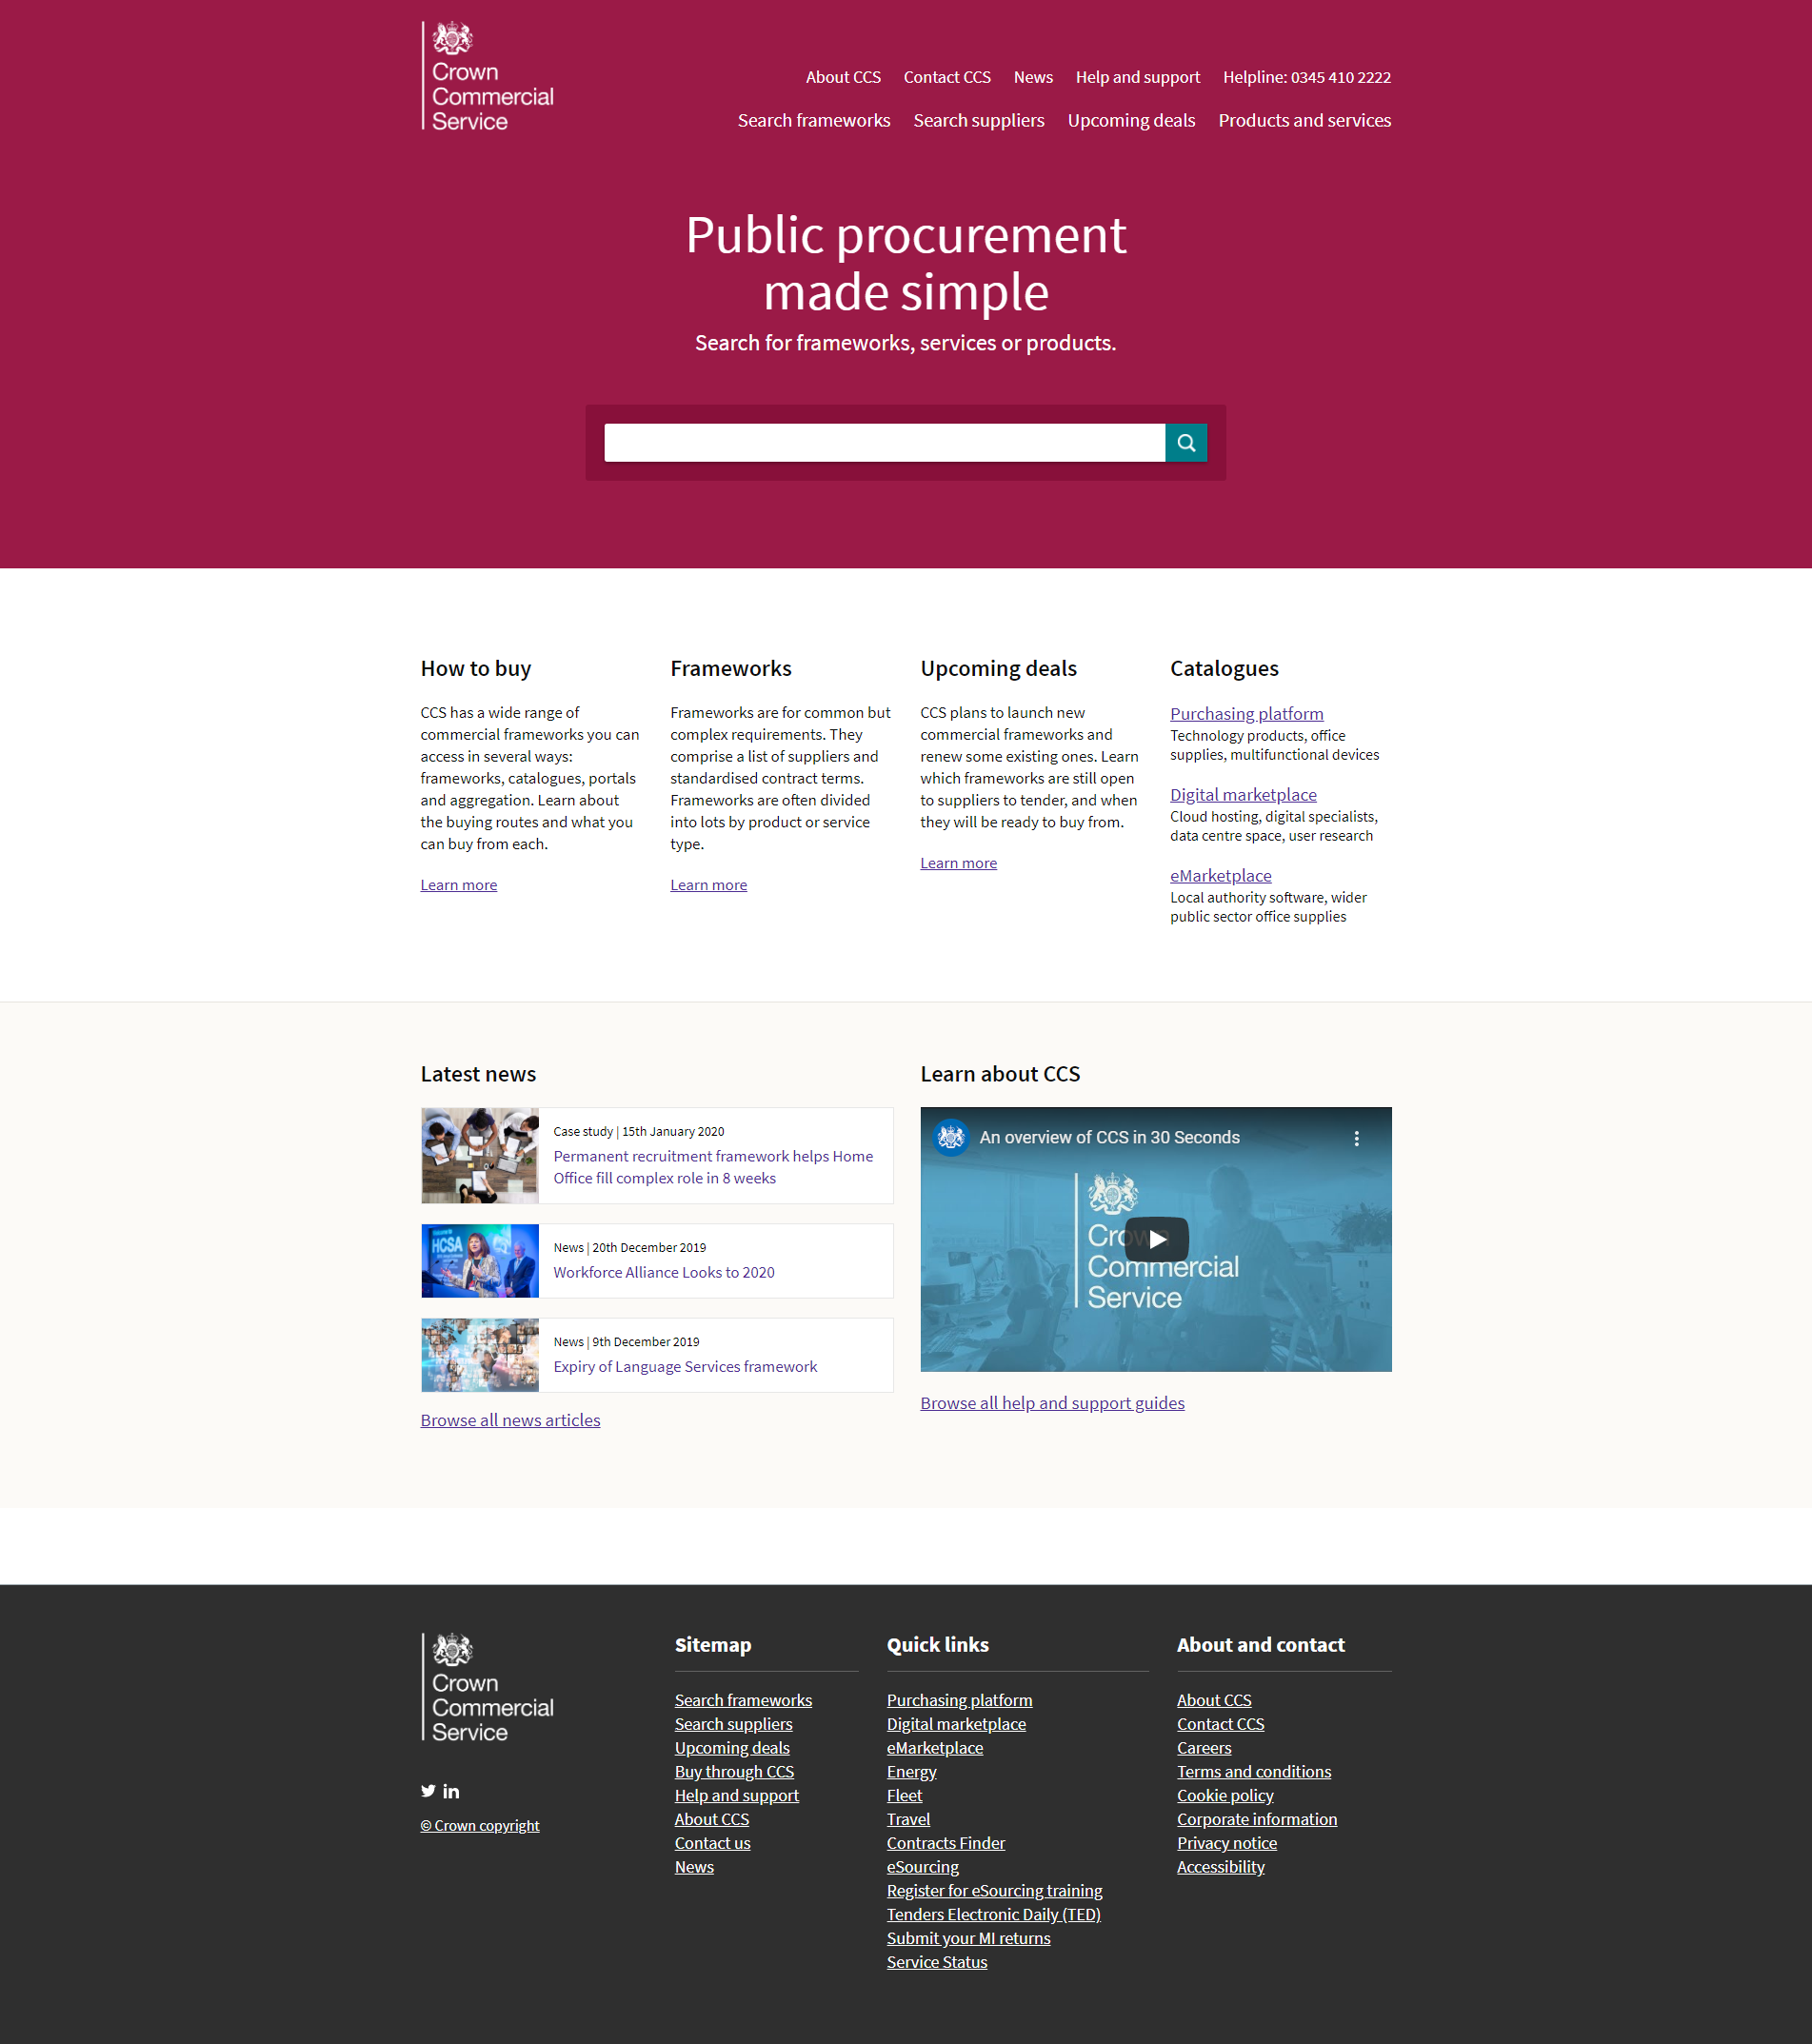 Crown
Commercial
Service
About CCS Contact CCS News Help and support Helpline: 0345 410 2222
Search frameworks Search suppliers Upcoming deals Products and services
Public procurement
made simple
Search for frameworks, services or products.
How to buy
CCS has a wide range of
commercial frameworks you can
access in several ways:
frameworks, catalogues, portals
and aggregation. Learn about
the buying routes and what you
can buy from each.
Learn more
Frameworks
Frameworks are for common but
complex requirements. They
comprise a list of suppliers and
standardised contract terms.
Frameworks are often divided
into lots by product or service
type.
Learn more
Upcoming deals
CCS plans to launch new
commercial frameworks and
renew some existing ones. Learn
which frameworks are still open
to suppliers to tender, and when
they will be ready to buy from.
Learn more
Catalogues
Purchasing platform
Technology products, office
supplies, multifunctional devices
Digital marketplace
Cloud hosting, digital specialists,
data centre space, user research
eMarketplace
Local authority software, wider
public sector office supplies
Latest news
Case study | 15th January 2020
Permanent recruitment framework helps Home
Office fill complex role in 8 weeks
HCSA
News | 20th December 2019
Workforce Alliance Looks to 2020
News | 9th December 2019
Expiry of Language Services framework
Browse all news articles
Learn about CCS
An overview of CCS in 30 Seconds
Crown
Commercial
Service
Browse all help and support guides
Crown
Commercial
Service
© Crown copyright
Sitemap
Search frameworks
Search suppliers
Upcoming deals
Buy through CCS
Help and support
About CCS
Contact us
News
Quick links
Purchasing platform
Digital marketplace
eMarketplace
Energy
Fleet
Travel
Contracts Finder
eSourcing
Register for eSourcing training
Tenders Electronic Daily (TED)
Submit your MI returns
Service Status
About and contact
About CCS
Contact CCS
Careers
Terms and conditions
Cookie policy
Corporate information
Privacy notice
Accessibility